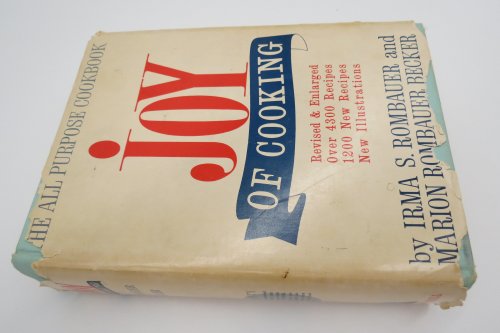 HE ALL PURPOSE COOKBOOK
JOY
OF COOKING
Revised & Enlarged
Over 4300 Recipes
1200 New Recipes
New Illustrations
by IRMA S. ROMBAUER and
MARION ROMBAUER BECKER